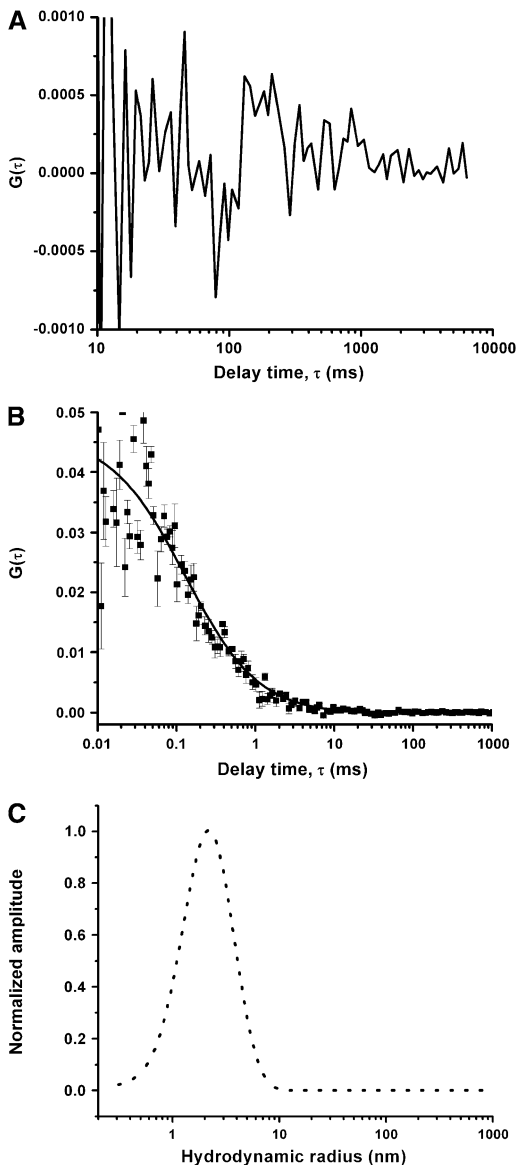 A
0.0010
0.0005
0.0000
-0.0005
-0.0010
G(τ)
10 100 1000 10000
Delay time, τ (ms)
B
0.05
0.04
0.03
0.02
0.01
0.00
G(τ)
0.01 0.1 1 10 100 1000
Delay time, τ (ms)
C
1.0
0.8
0.6
0.4
0.2
0.0
Normalized amplitude
1 10 100 1000
Hydrodynamic radius (nm)